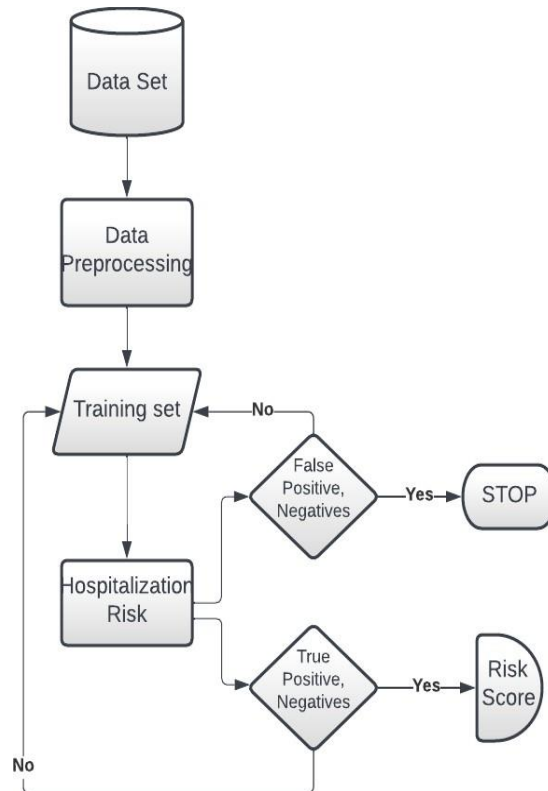 Data Set
Data
Preprocessing
Training set
No
False
Positive,
Negatives
Yes
STOP
Hospitalization
Risk
True
Positive,
Negatives
Yes
Risk
Score
No